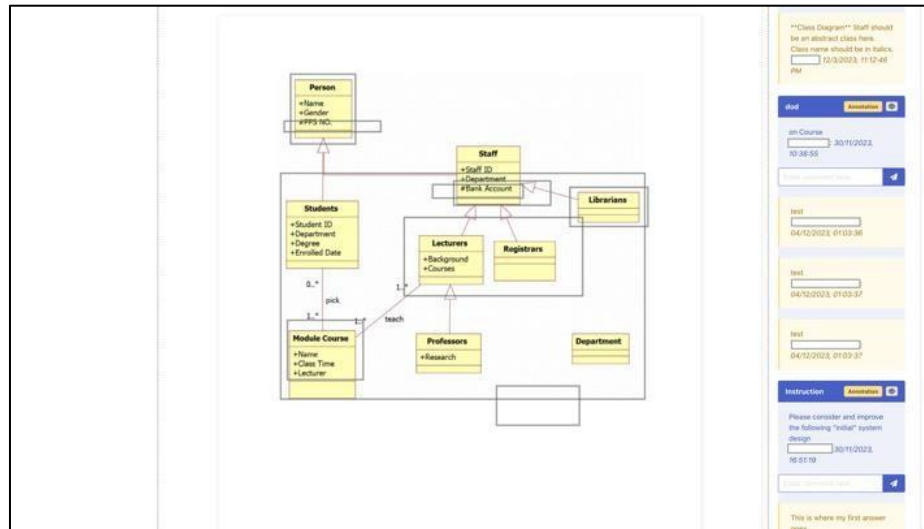 Person
+Name
+Gender
#PPS NO.
Staff
+Staff ID
+Department
#Bank Account
Librarians
Students
+Student ID
+Department
+Degree
+Enrolled Date
Lecturers
+Background
+Courses
Registrars
0..*
pick
1..*
1..*
teach
1..*
Module Course
+Name
+Class Time
+Lecturer
Professors
+Research
Department
**Class Diagram** Staff should
be an abstract class here.
Class name should be in italics.
12/3/2023, 11:12:46
PM
dod
Annotation
on Course
: 30/11/2023,
10:38:55
Enter comment here
test
04/12/2023, 01:03:36
test
04/12/2023, 01:03:37
test
04/12/2023, 01:03:37
Instruction
Annotation
Please consider and improve
the following "initial" system
design
30/11/2023,
16:51:19
Enter comment here
This is where my first answer